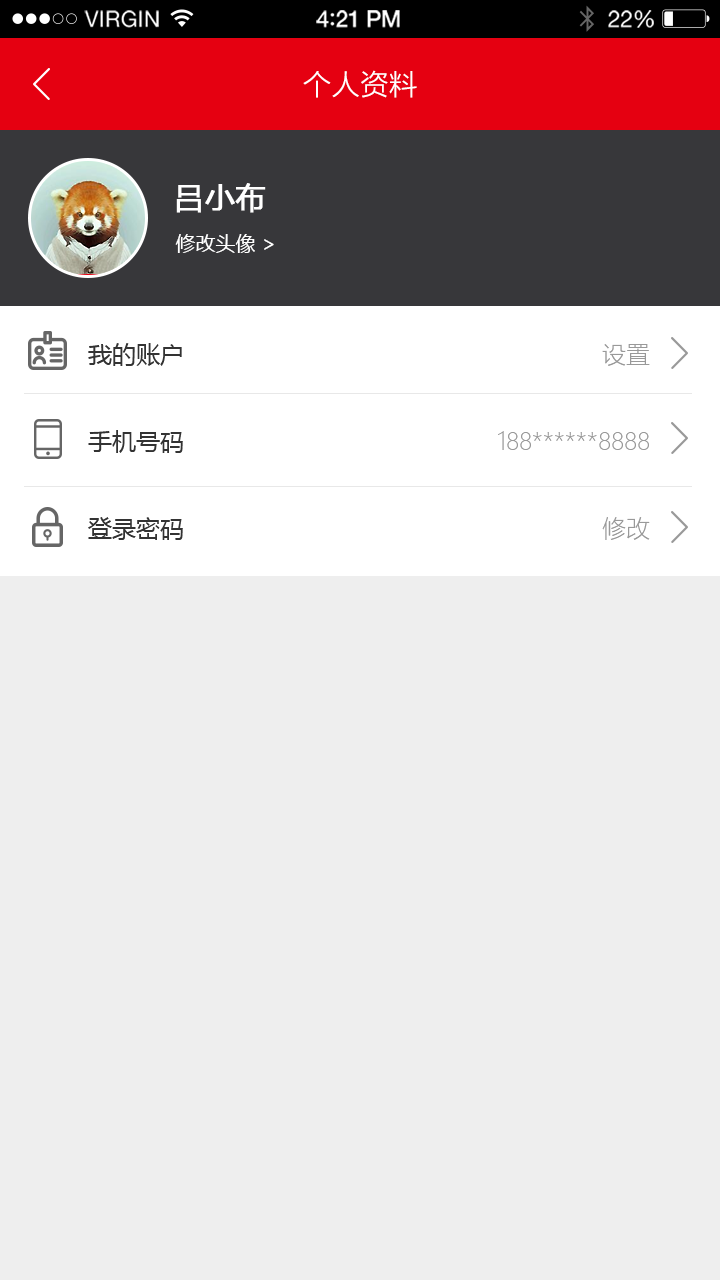 VIRGIN 4:21 PM 22%
个人资料
吕小布
修改头像 >
我的账户 设置
手机号码 188******8888
登录密码 修改